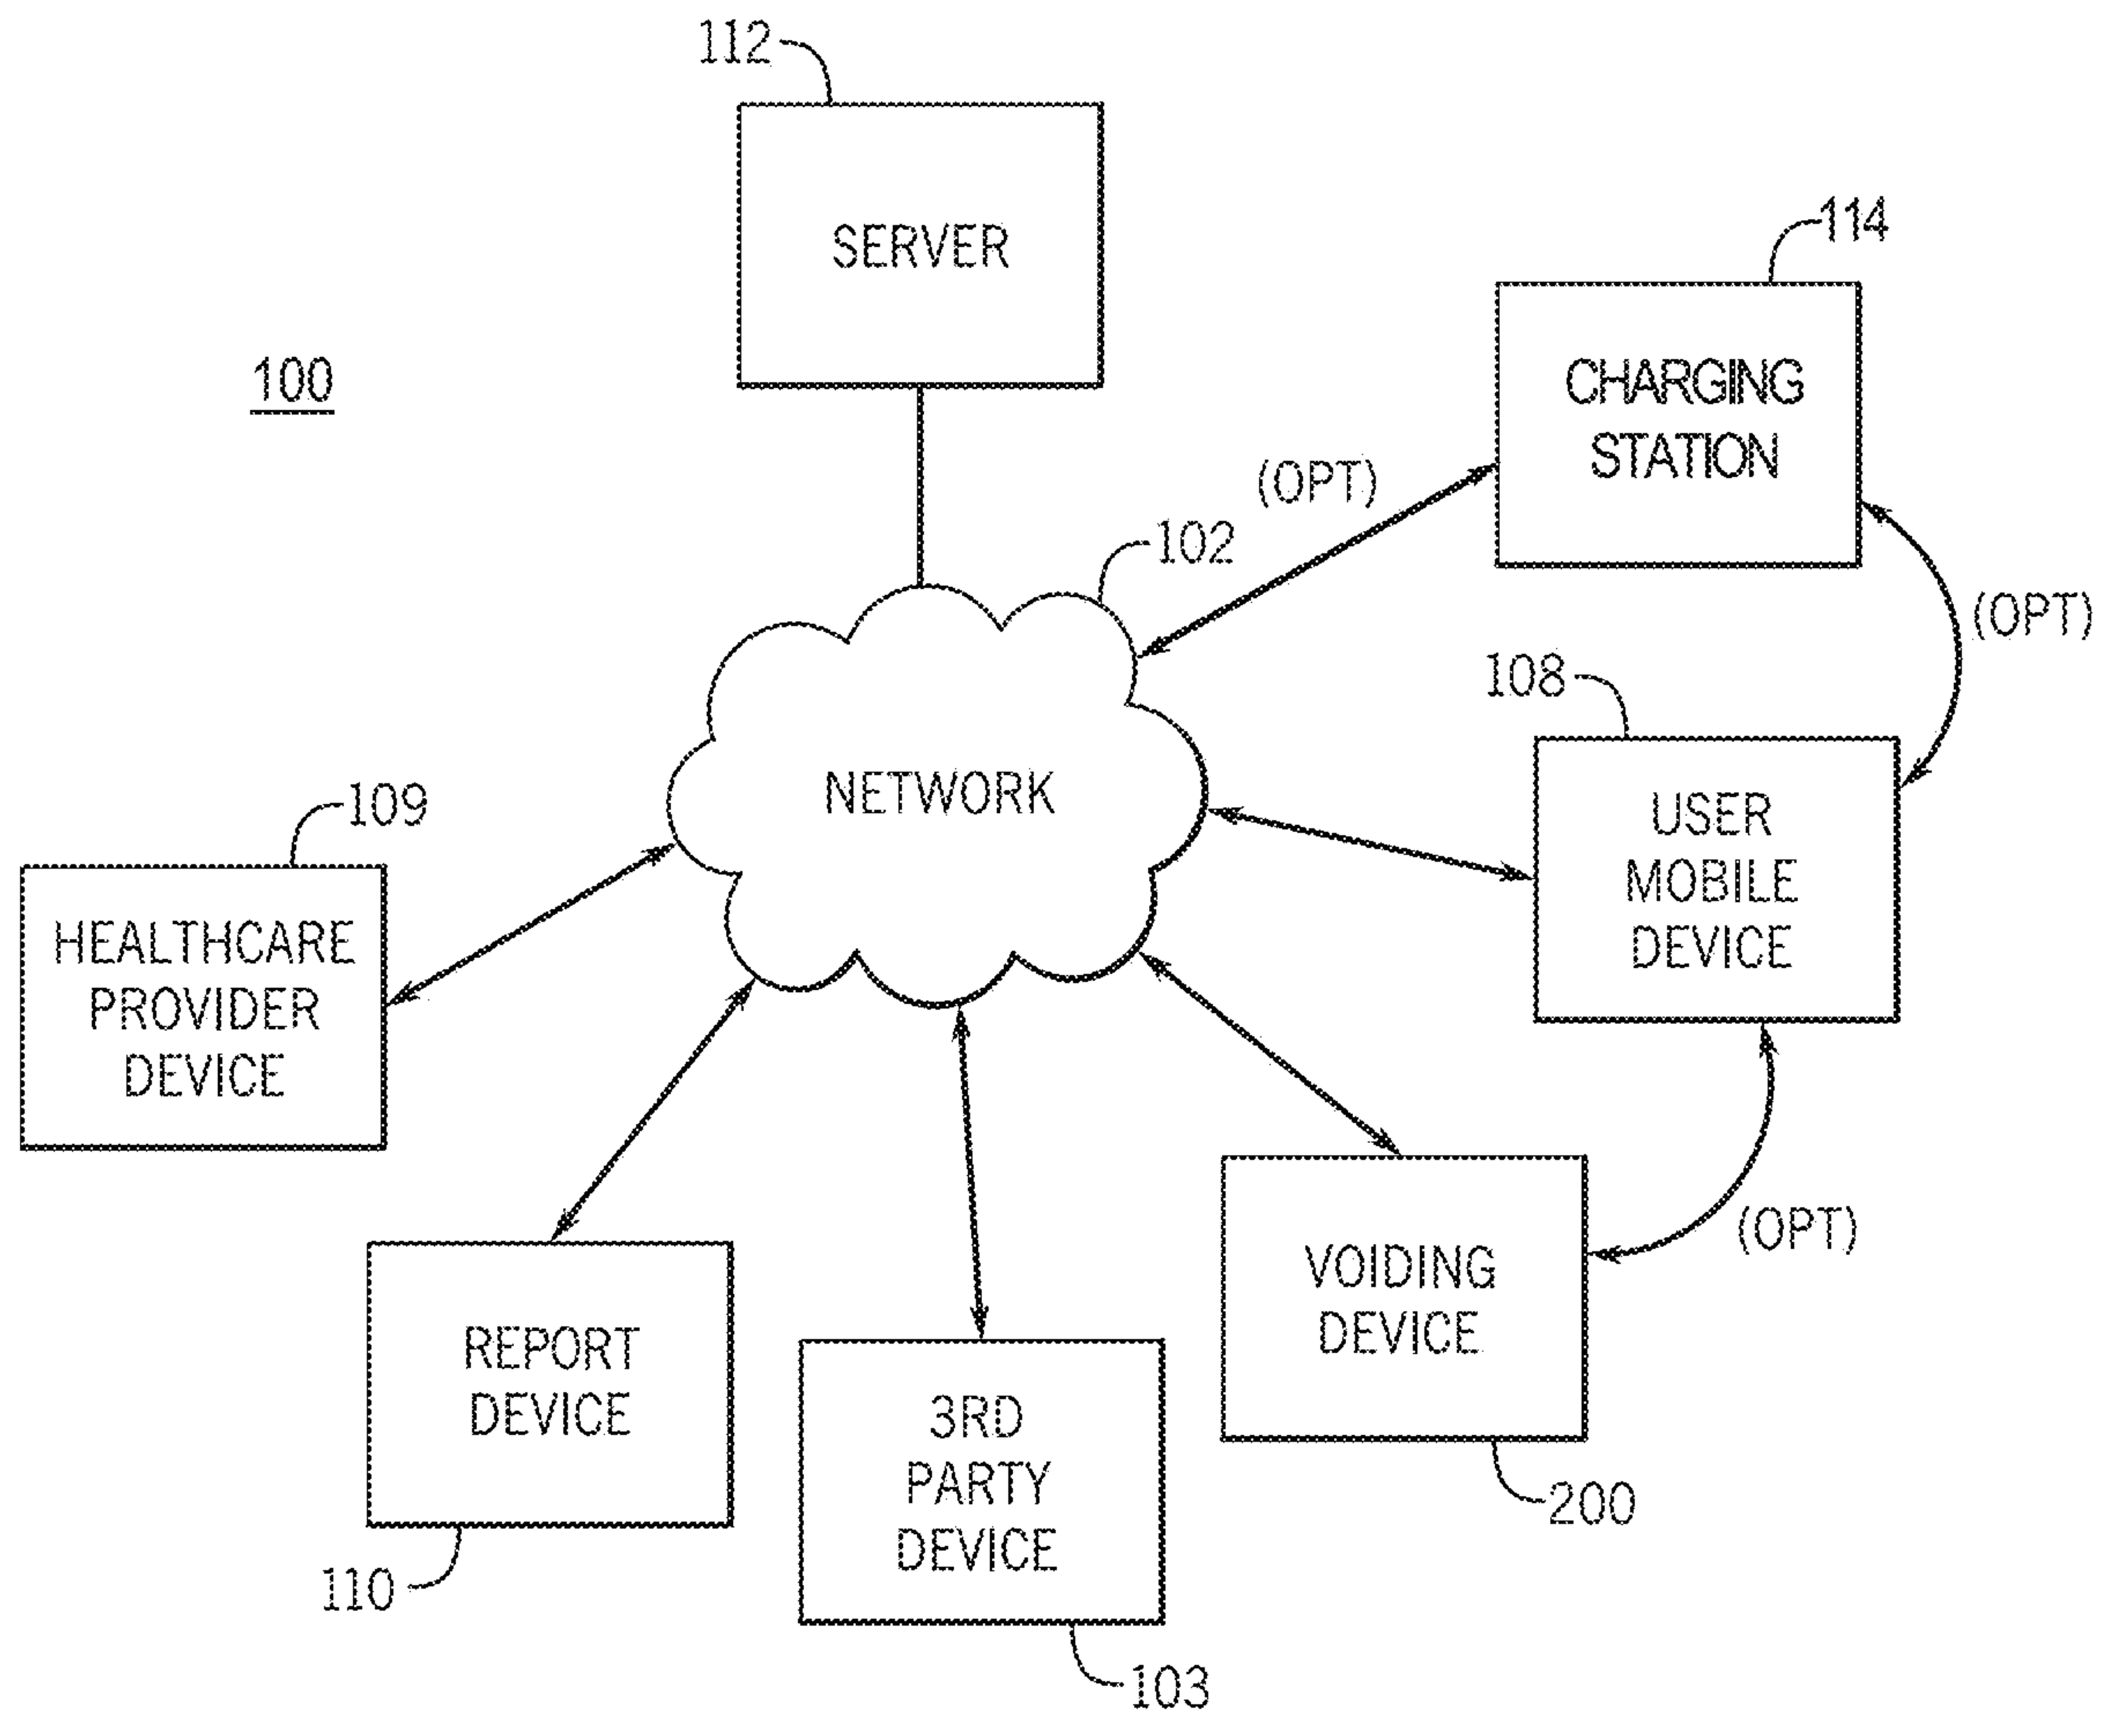 112
SERVER
114
CHARGING
STATION
100
(OPT)
102
(OPT)
108
NETWORK
USER
MOBILE
DEVICE
109
HEALTHCARE
PROVIDER
DEVICE
(OPT)
VOIDING
DEVICE
REPORT
DEVICE
3RD
PARTY
DEVICE
200
110
103